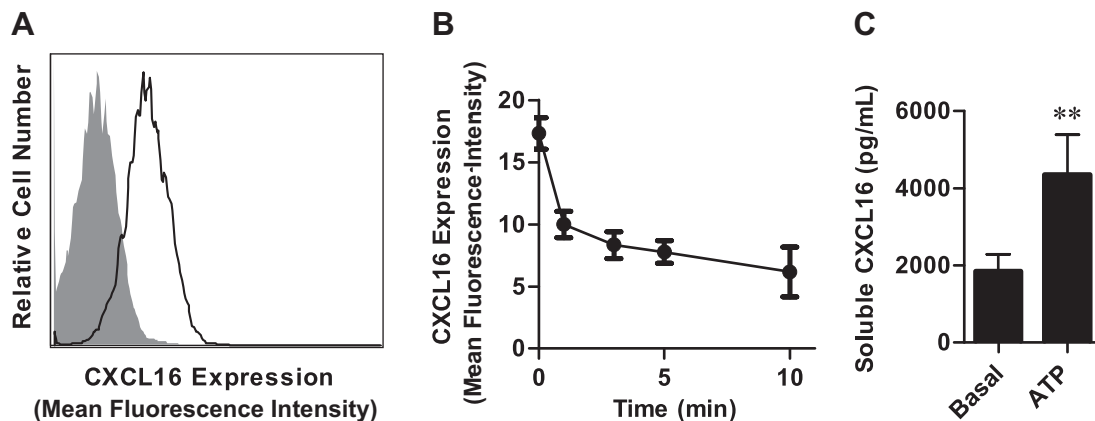 A
Relative Cell Number
CXCL16 Expression
(Mean Fluorescence Intensity)
B
CXCL16 Expression
(Mean Fluorescence Intensity)
20
15
10
5
0
0 5 10
Time (min)
C
Soluble CXCL16 (pg/mL)
6000
4000
2000
0
**
Basal
ATP